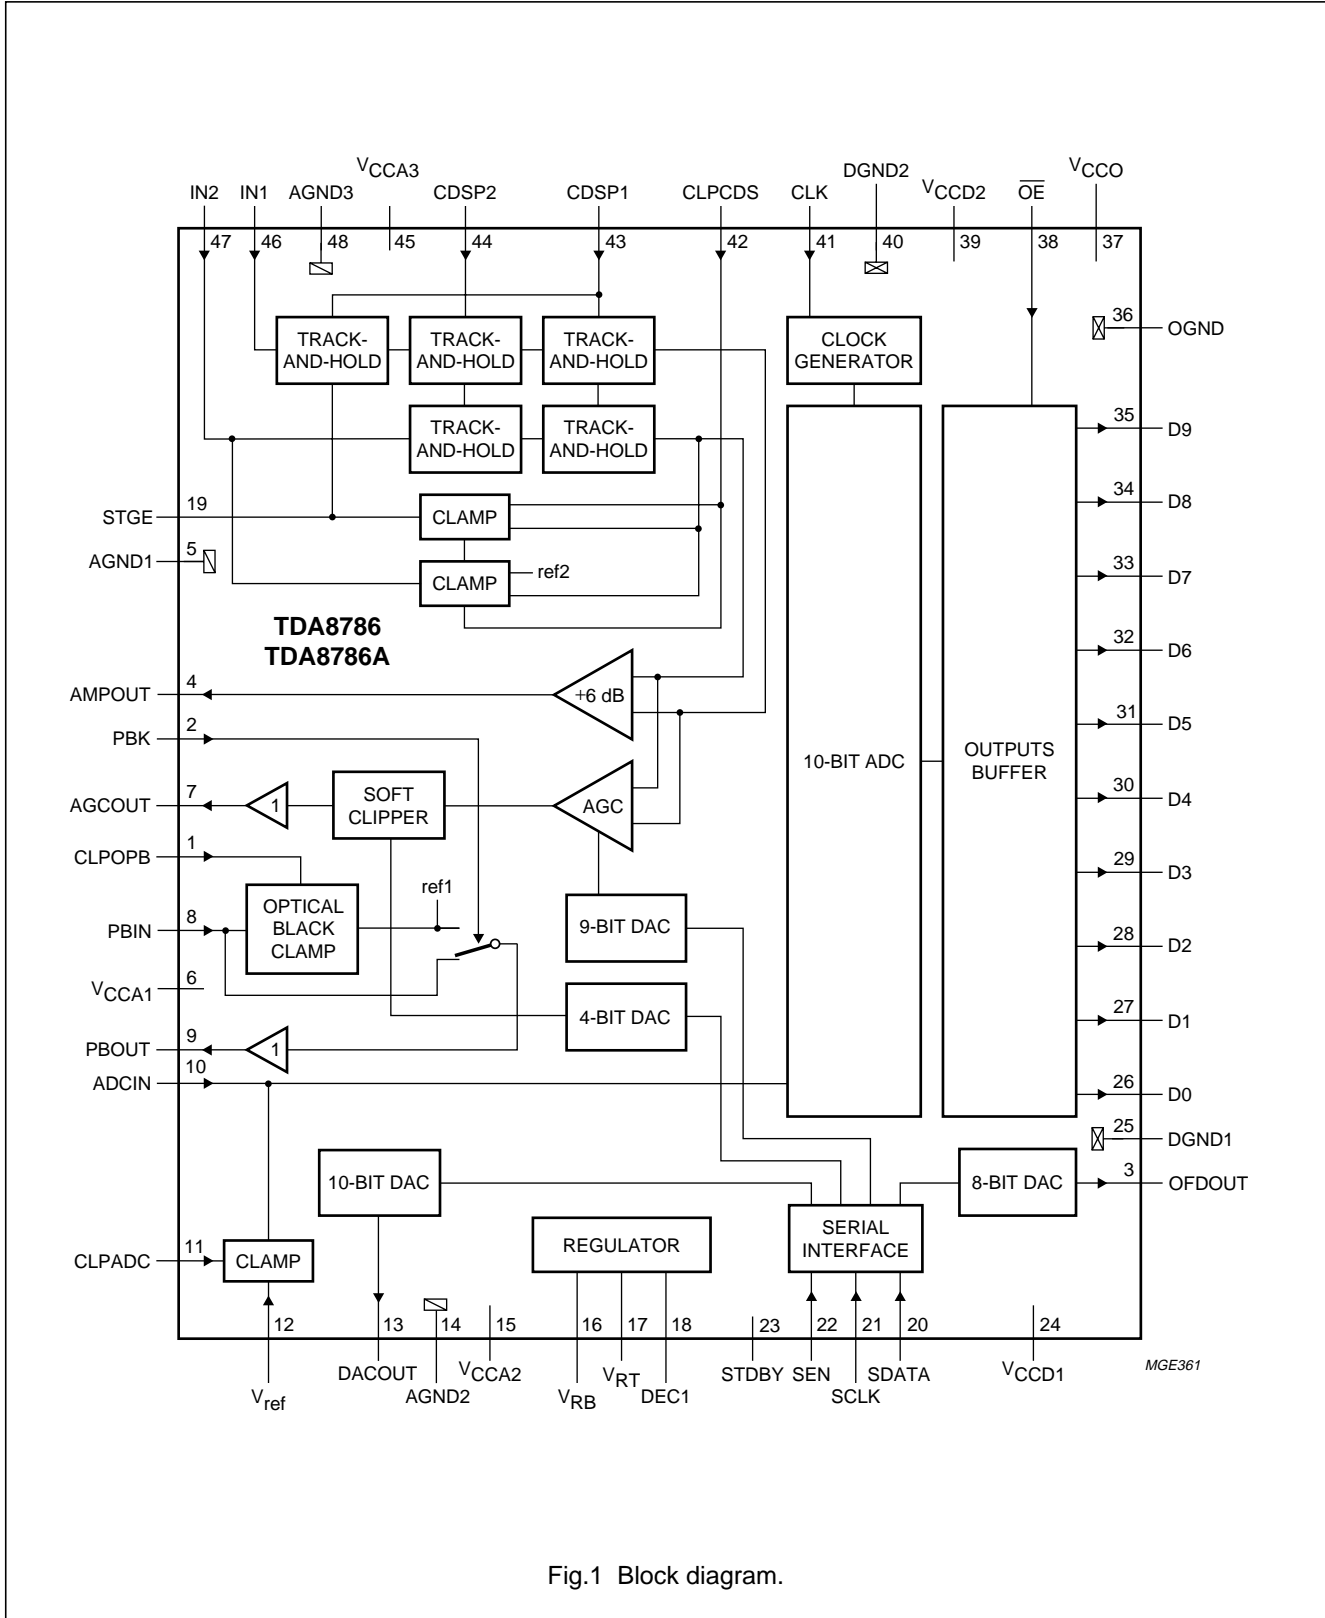 VCCA3
DGND2
VCCO
IN2 IN1 AGND3 CDSP2 CDSP1 CLPCDS CLK VCCD2 OE
47 46 48 45 44 43 42 41 40 39 38 37
36
OGND
TRACK-
AND-HOLD
TRACK-
AND-HOLD
TRACK-
AND-HOLD
CLOCK
GENERATOR
TRACK-
AND-HOLD
TRACK-
AND-HOLD
35
D9
34
D8
19
STGE
CLAMP
5
AGND1
CLAMP
ref2
33
D7
TDA8786
TDA8786A
32
D6
4
AMPOUT
+6 dB
31
D5
2
PBK
10-BIT ADC
OUTPUTS
BUFFER
7
AGCOUT
1
SOFT
CLIPPER
AGC
30
D4
1
CLPOPB
29
D3
ref1
8
PBIN
OPTICAL
BLACK
CLAMP
9-BIT DAC
28
D2
6
VCCA1
4-BIT DAC
27
D1
9
PBOUT
1
10
ADCIN
26
D0
25
DGND1
10-BIT DAC
8-BIT DAC
3
OFDOUT
11
CLPADC
CLAMP
REGULATOR
SERIAL
INTERFACE
12 13 14 15 16 17 18 23 22 21 20 24
Vref
DACOUT
AGND2
VCCA2
VRB
VRT
DEC1
STDBY
SEN
SCLK
SDATA
VCCD1
MGE361
Fig.1 Block diagram.